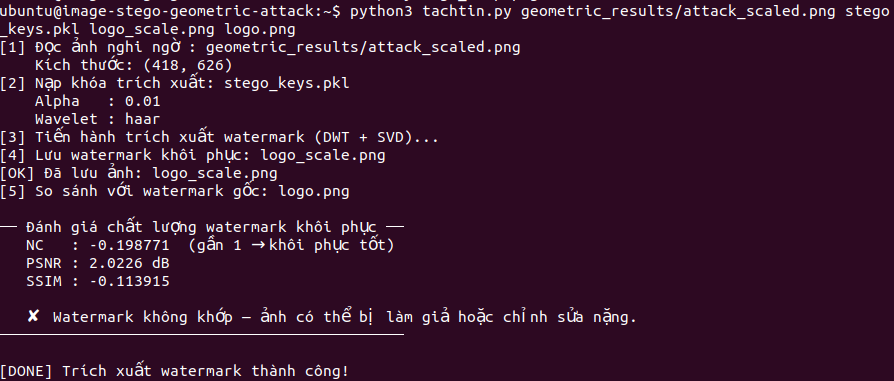 ubuntu@image-stego-geometric-attack:~$ python3 tachtin.py geometric_results/attack_scaled.png stego
_keys.pkl logo_scale.png logo.png
[1] Đọc ảnh nghi ngờ : geometric_results/attack_scaled.png
    Kích thước: (418, 626)
[2] Nạp khóa trích xuất: stego_keys.pkl
    Alpha   : 0.01
    Wavelet : haar
[3] Tiến hành trích xuất watermark (DWT + SVD)...
[4] Lưu watermark khôi phục: logo_scale.png
[OK] Đã lưu ảnh: logo_scale.png
[5] So sánh với watermark gốc: logo.png
── Đánh giá chất lượng watermark khôi phục ──
   NC   : -0.198771  (gần 1 → khôi phục tốt)
   PSNR : 2.0226 dB
   SSIM : -0.113915
   ✘ Watermark không khớp — ảnh có thể bị làm giả hoặc chỉnh sửa nặng.
─────────────────────────────────────────────
[DONE] Trích xuất watermark thành công!